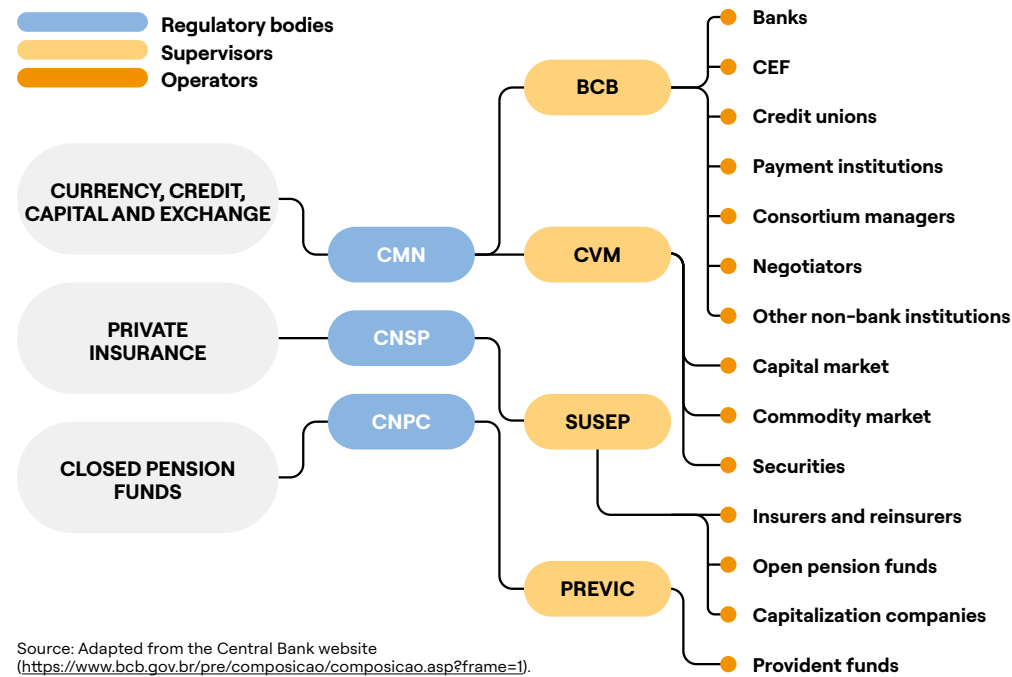 Regulatory bodies
Supervisors
Operators
CURRENCY, CREDIT,
CAPITAL AND EXCHANGE
PRIVATE
INSURANCE
CLOSED PENSION
FUNDS
CMN
CNSP
CNPC
BCB
CVM
SUSEP
PREVIC
Banks
CEF
Credit unions
Payment institutions
Consortium managers
Negotiators
Other non-bank institutions
Capital market
Commodity market
Securities
Insurers and reinsurers
Open pension funds
Capitalization companies
Provident funds
Source: Adapted from the Central Bank website
(https://www.bcb.gov.br/pre/composicao/composicao.asp?frame=1).